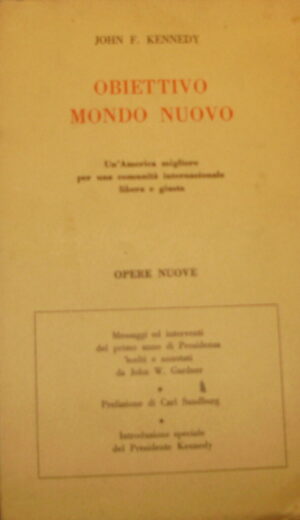 JOHN F. KENNEDY
OBIETTIVO
MONDO NUOVO
Un'America migliore
per una comunità internazionale
libera e giusta
OPERE NUOVE
Messaggi ed interventi
del primo anno di Presidenza
scelti e annotati
da John W. Gardner
Prefazione di Carl Sandburg
Introduzione speciale
del Presidente Kennedy